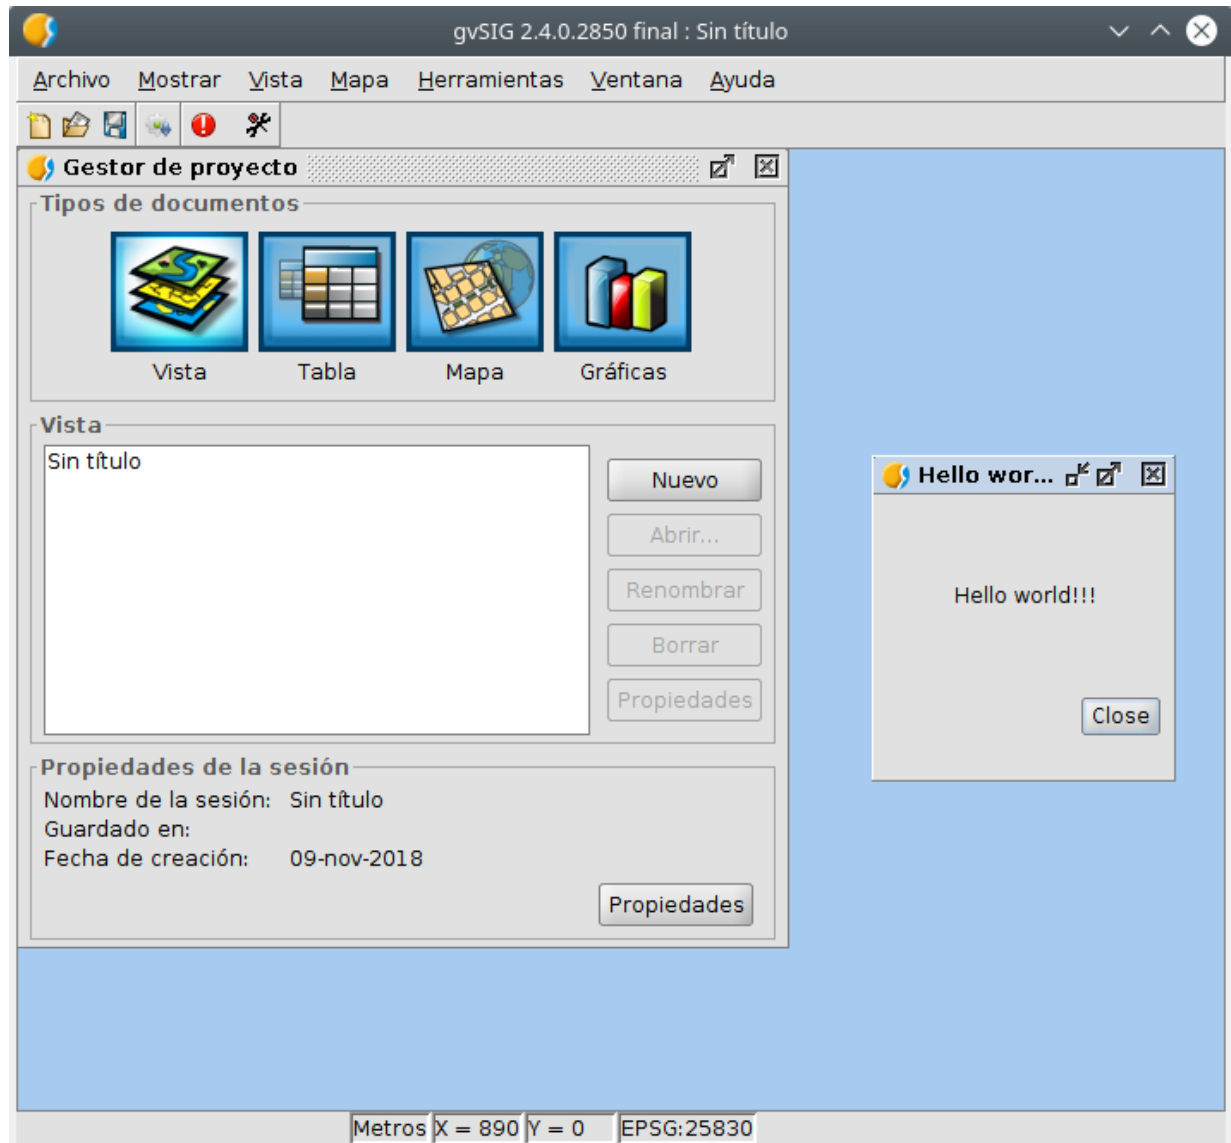 gvSIG 2.4.0.2850 final : Sin título
Archivo Mostrar Vista Mapa Herramientas Ventana Ayuda
Gestor de proyecto
Tipos de documentos
Vista Tabla Mapa Gráficas
Vista
Sin título
Nuevo
Abrir...
Renombrar
Borrar
Propiedades
Propiedades de la sesión
Nombre de la sesión: Sin título
Guardado en:
Fecha de creación: 09-nov-2018
Propiedades
Hello wor...
Hello world!!!
Close
Metros X = 890 Y = 0 EPSG:25830